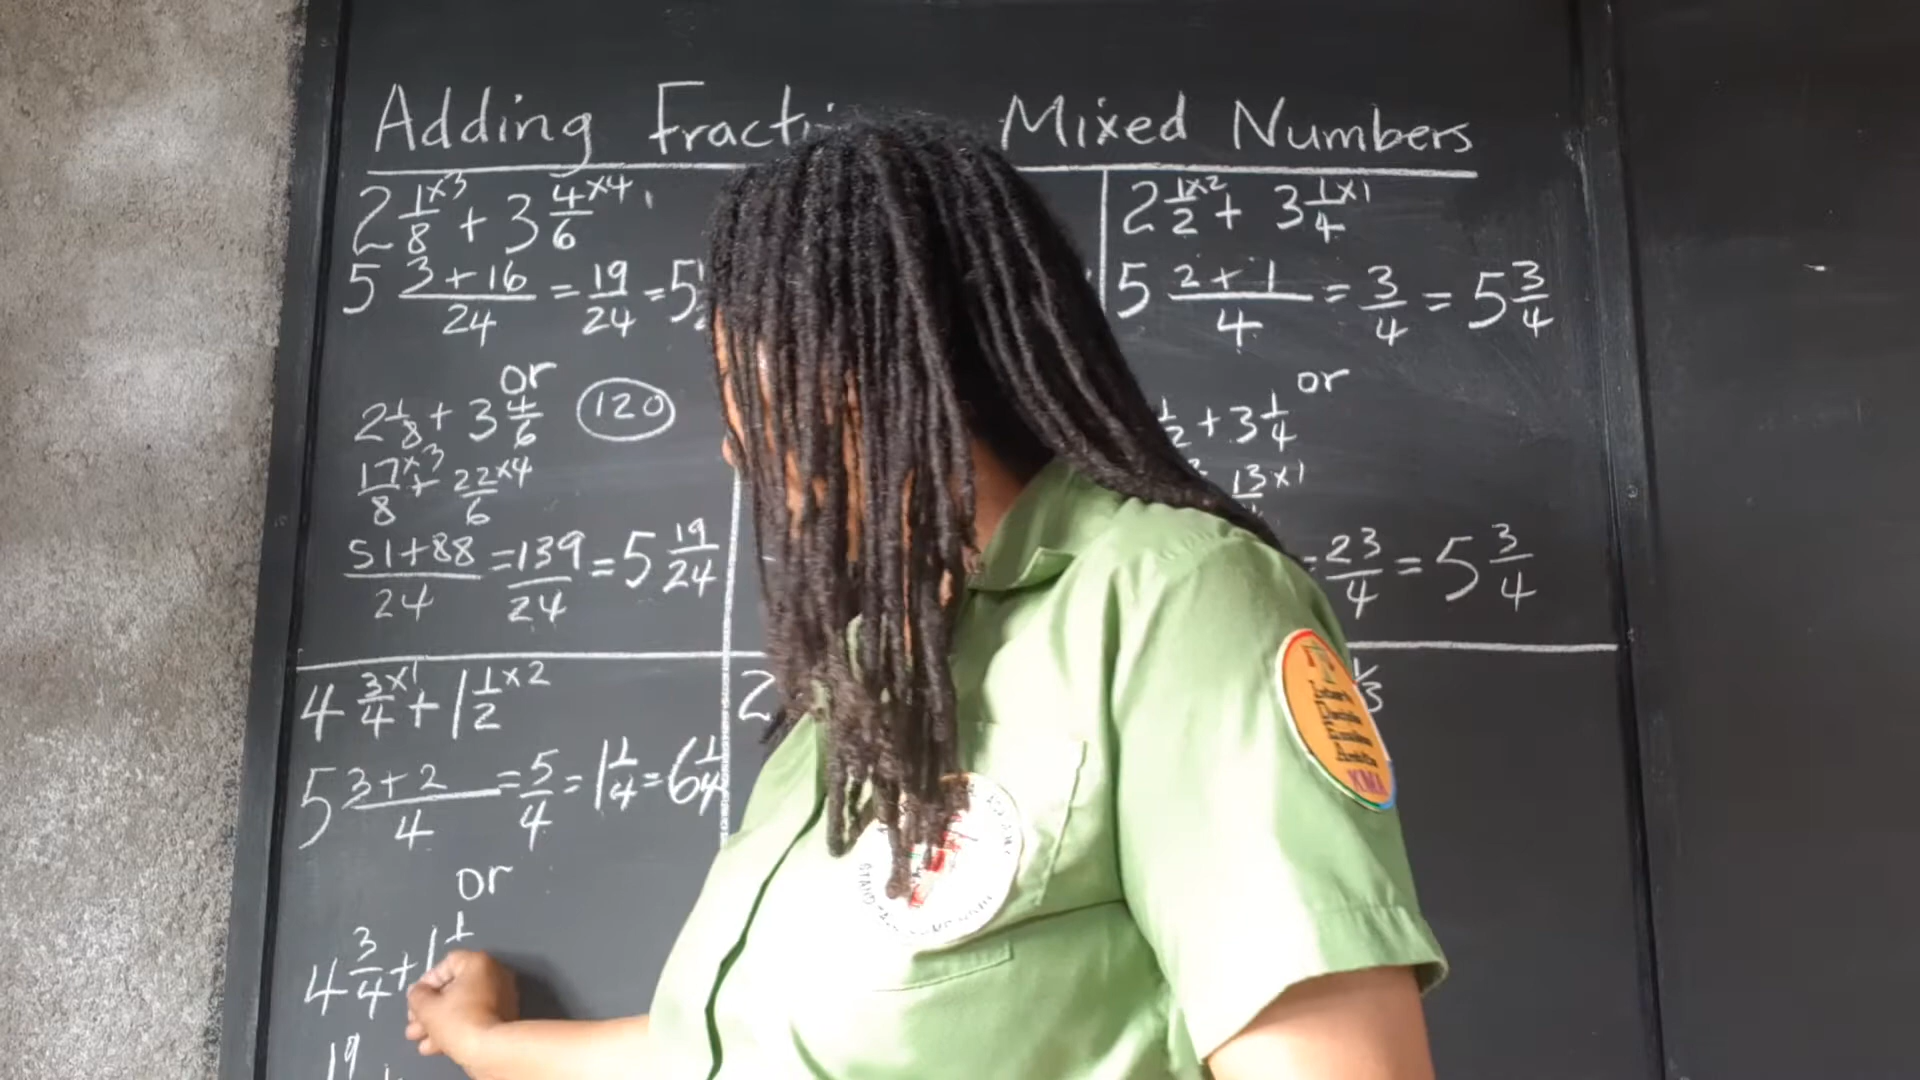 Adding Fracti Mixed Numbers
2 1/8 ×3 + 3 4/6 ×4
5 3+16/24 = 19/24 = 5
or
2 1/8 + 3 4/6 120
17/8 ×3 + 22/6 ×4
51+88/24 = 139/24 = 5 19/24
2 1/2 ×2 + 3 1/4 ×1
5 2+1/4 = 3/4 = 5 3/4
or
1/2 + 3 1/4
13 ×1
= 23/4 = 5 3/4
4 3/4 ×1 + 1 1/2 ×2
5 3+2/4 = 5/4 = 1 1/4 = 6 1/4
or
4 3/4 + 1 1
19
2
1/3
KMA